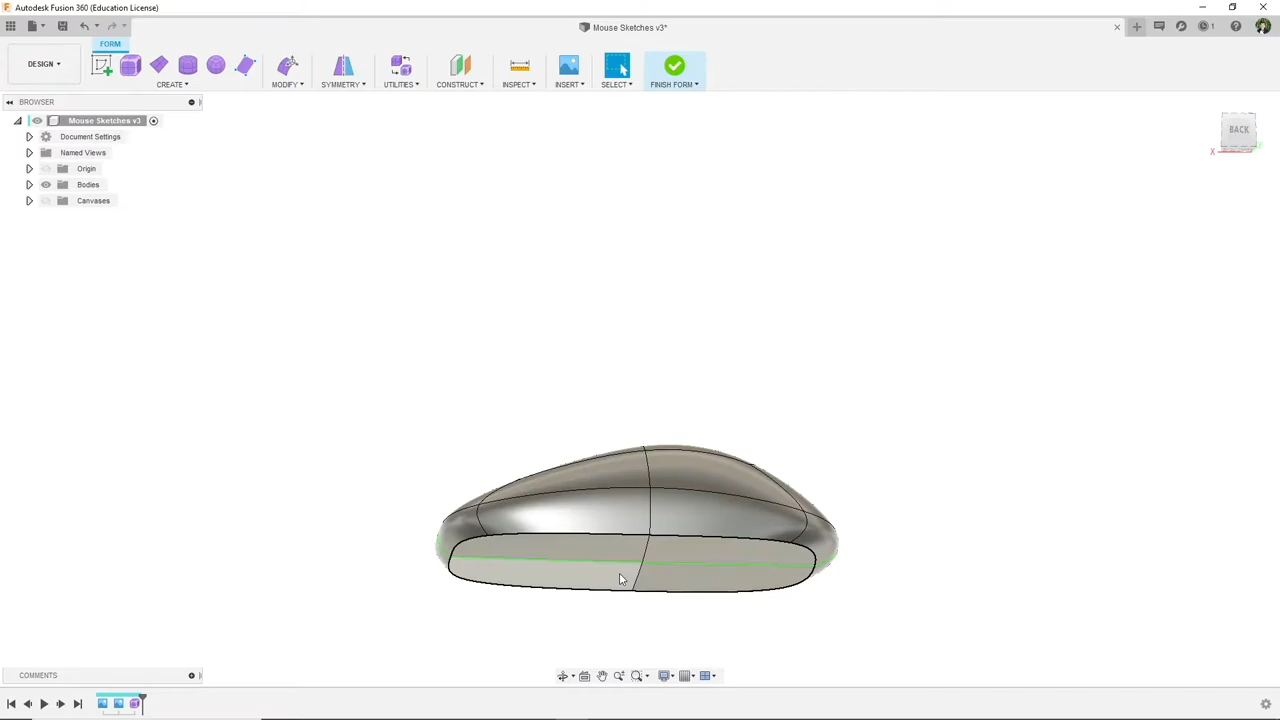 Autodesk Fusion 360 (Education License)
Mouse Sketches v3*
1
DESIGN
FORM
CREATE
MODIFY
SYMMETRY
UTILITIES
CONSTRUCT
INSPECT
INSERT
SELECT
FINISH FORM
BROWSER
Mouse Sketches v3
Document Settings
Named Views
Origin
Bodies
Canvases
BACK
X
COMMENTS